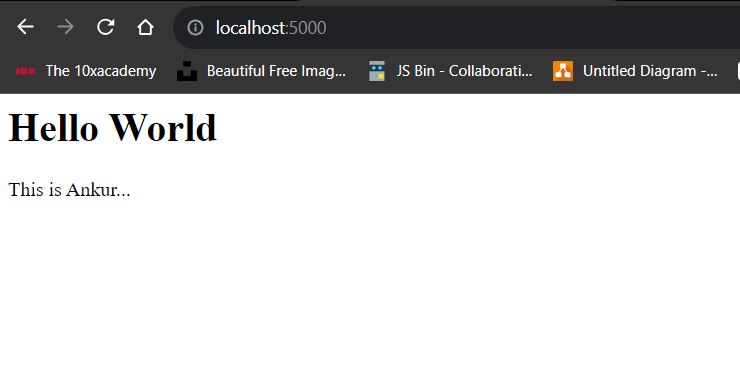 localhost:5000
The 10xacademy Beautiful Free Imag... JS Bin - Collaborati... Untitled Diagram -...
Hello World
This is Ankur...